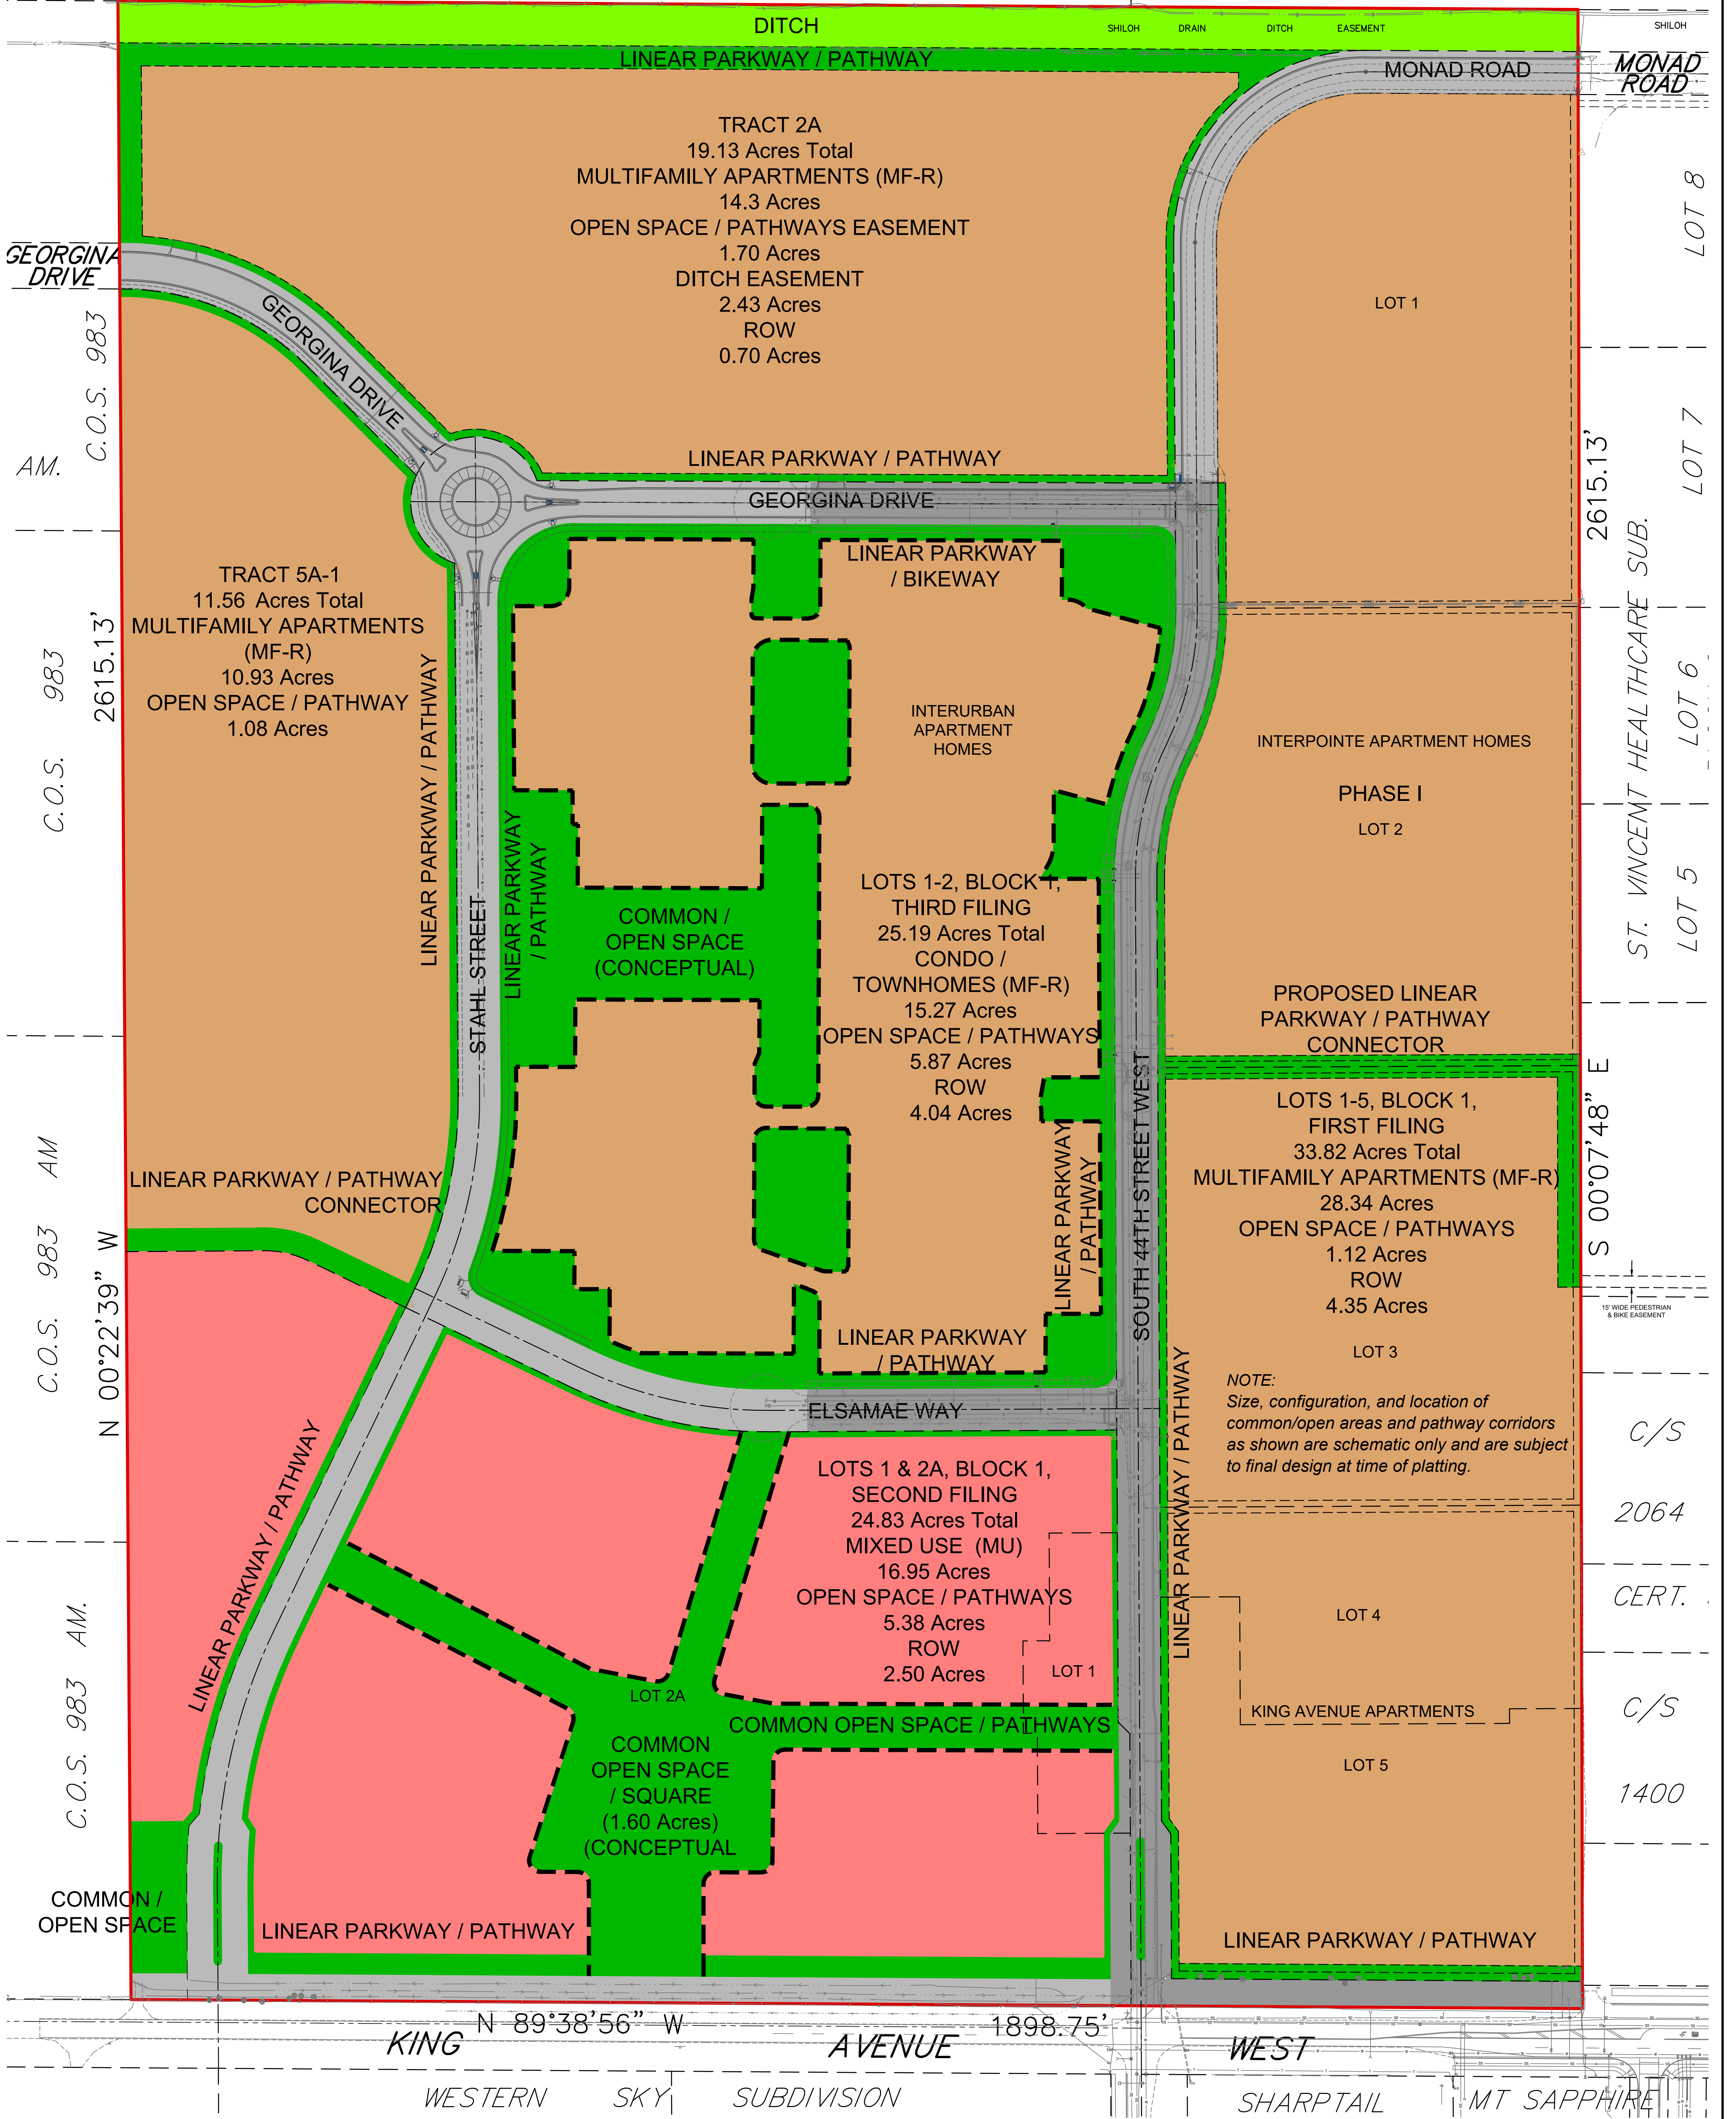 DITCH
SHILOH DRAIN DITCH EASEMENT
SHILOH
LINEAR PARKWAY / PATHWAY
MONAD ROAD
MONAD
ROAD
TRACT 2A
19.13 Acres Total
MULTIFAMILY APARTMENTS (MF-R)
14.3 Acres
OPEN SPACE / PATHWAYS EASEMENT
1.70 Acres
DITCH EASEMENT
2.43 Acres
ROW
0.70 Acres
LOT 8
GEORGINA
DRIVE
GEORGINA DRIVE
LOT 1
C.O.S. 983
AM.
LINEAR PARKWAY / PATHWAY
GEORGINA DRIVE
LOT 7
2615.13'
LINEAR PARKWAY
/ BIKEWAY
TRACT 5A-1
11.56 Acres Total
MULTIFAMILY APARTMENTS
(MF-R)
10.93 Acres
OPEN SPACE / PATHWAY
1.08 Acres
2615.13'
C.O.S. 983
LINEAR PARKWAY / PATHWAY
INTERURBAN
APARTMENT
HOMES
INTERPOINTE APARTMENT HOMES
PHASE I
LOT 2
ST. VINCENT HEALTHCARE SUB.
LOT 6
LOT 5
STAHL STREET
LINEAR PARKWAY
/ PATHWAY
COMMON /
OPEN SPACE
(CONCEPTUAL)
LOTS 1-2, BLOCK 1,
THIRD FILING
25.19 Acres Total
CONDO /
TOWNHOMES (MF-R)
15.27 Acres
OPEN SPACE / PATHWAYS
5.87 Acres
ROW
4.04 Acres
PROPOSED LINEAR
PARKWAY / PATHWAY
CONNECTOR
SOUTH 44TH STREET WEST
LINEAR PARKWAY
/ PATHWAY
LOTS 1-5, BLOCK 1,
FIRST FILING
33.82 Acres Total
MULTIFAMILY APARTMENTS (MF-R)
28.34 Acres
OPEN SPACE / PATHWAYS
1.12 Acres
ROW
4.35 Acres
S 00°07'48" E
15' WIDE PEDESTRIAN
& BIKE EASEMENT
LINEAR PARKWAY / PATHWAY
CONNECTOR
C.O.S. 983 AM
N 00°22'39" W
LINEAR PARKWAY
/ PATHWAY
LOT 3
NOTE:
Size, configuration, and location of
common/open areas and pathway corridors
as shown are schematic only and are subject
to final design at time of platting.
ELSAMAE WAY
LINEAR PARKWAY / PATHWAY
LINEAR PARKWAY / PATHWAY
LOTS 1 & 2A, BLOCK 1,
SECOND FILING
24.83 Acres Total
MIXED USE (MU)
16.95 Acres
OPEN SPACE / PATHWAYS
5.38 Acres
ROW
2.50 Acres
C/S
2064
CERT.
C/S
1400
LOT 4
LOT 1
LOT 2A
COMMON OPEN SPACE / PATHWAYS
KING AVENUE APARTMENTS
LOT 5
C.O.S. 983 AM.
COMMON
OPEN SPACE
/ SQUARE
(1.60 Acres)
(CONCEPTUAL
COMMON /
OPEN SPACE
LINEAR PARKWAY / PATHWAY
LINEAR PARKWAY / PATHWAY
N 89°38'56" W 1898.75'
KING AVENUE WEST
WESTERN SKY SUBDIVISION SHARPTAIL MT SAPPHIRE